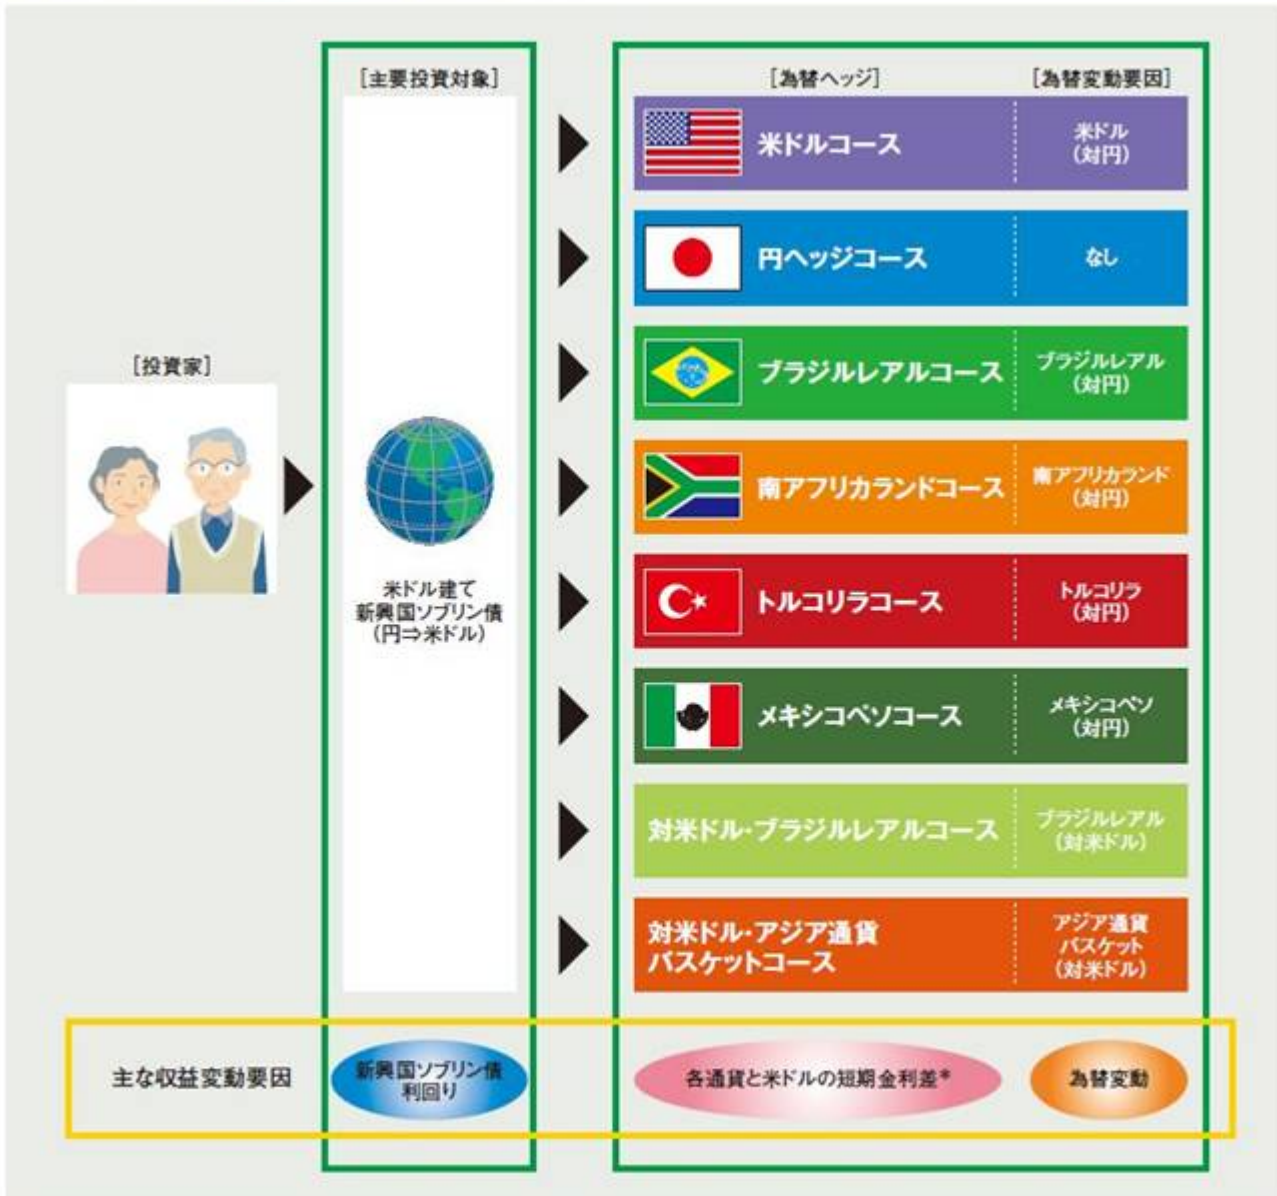 [主要投資対象]
[為替ヘッジ]
[為替変動要因]
米ドルコース
米ドル
(対円)
円ヘッジコース
なし
[投資家]
ブラジルレアルコース
ブラジルレアル
(対円)
南アフリカランドコース
南アフリカランド
(対円)
米ドル建て
新興国ソブリン債
(円⇒米ドル)
トルコリラコース
トルコリラ
(対円)
メキシコペソコース
メキシコペソ
(対円)
対米ドル・ブラジルレアルコース
ブラジルレアル
(対米ドル)
対米ドル・アジア通貨
バスケットコース
アジア通貨
バスケット
(対米ドル)
主な収益変動要因
新興国ソブリン債
利回り
各通貨と米ドルの短期金利差*
為替変動